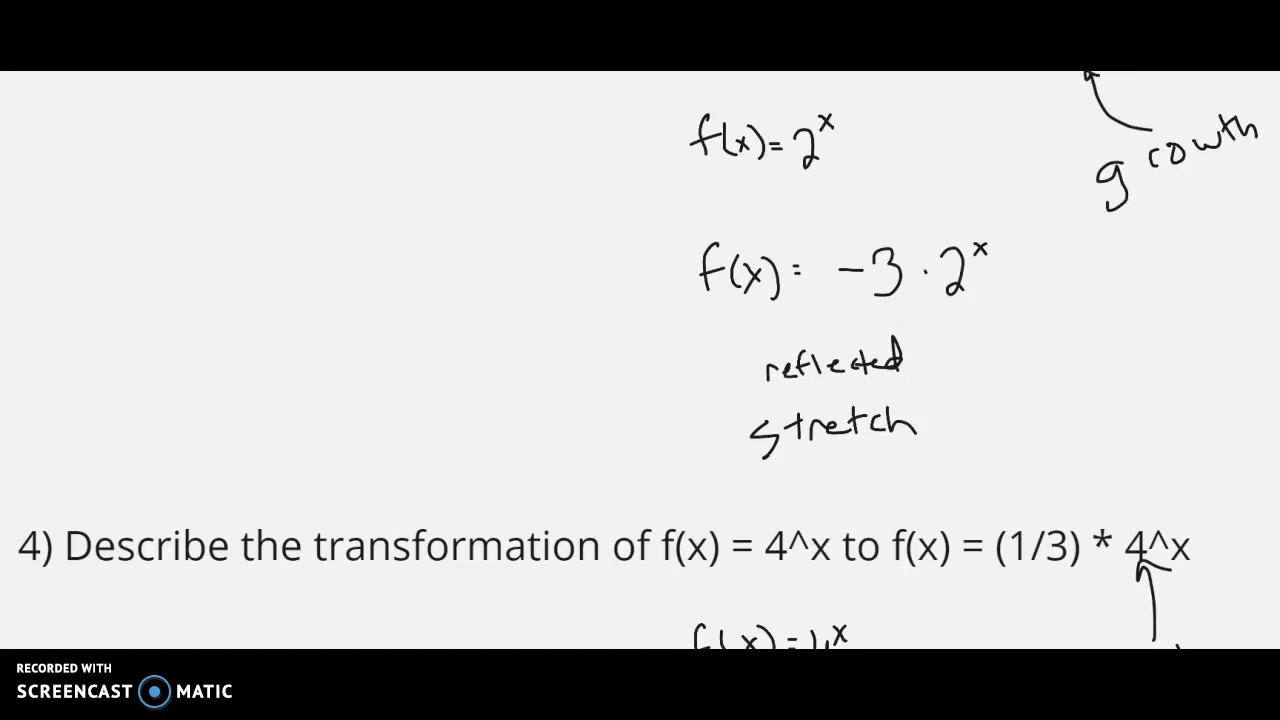 f(x) = 2^x
growth
f(x) = -3 · 2^x
reflected
stretch
4) Describe the transformation of f(x) = 4^x to f(x) = (1/3) * 4^x
f(x) = 4^x
RECORDED WITH
SCREENCAST MATIC